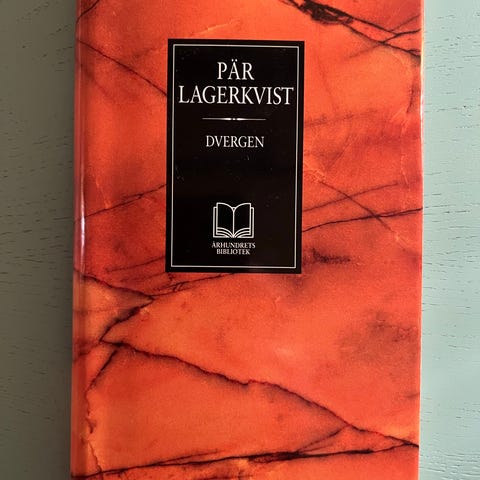 PÄR
LAGERKVIST
DVERGEN
ÅRHUNDRETS
BIBLIOTEK